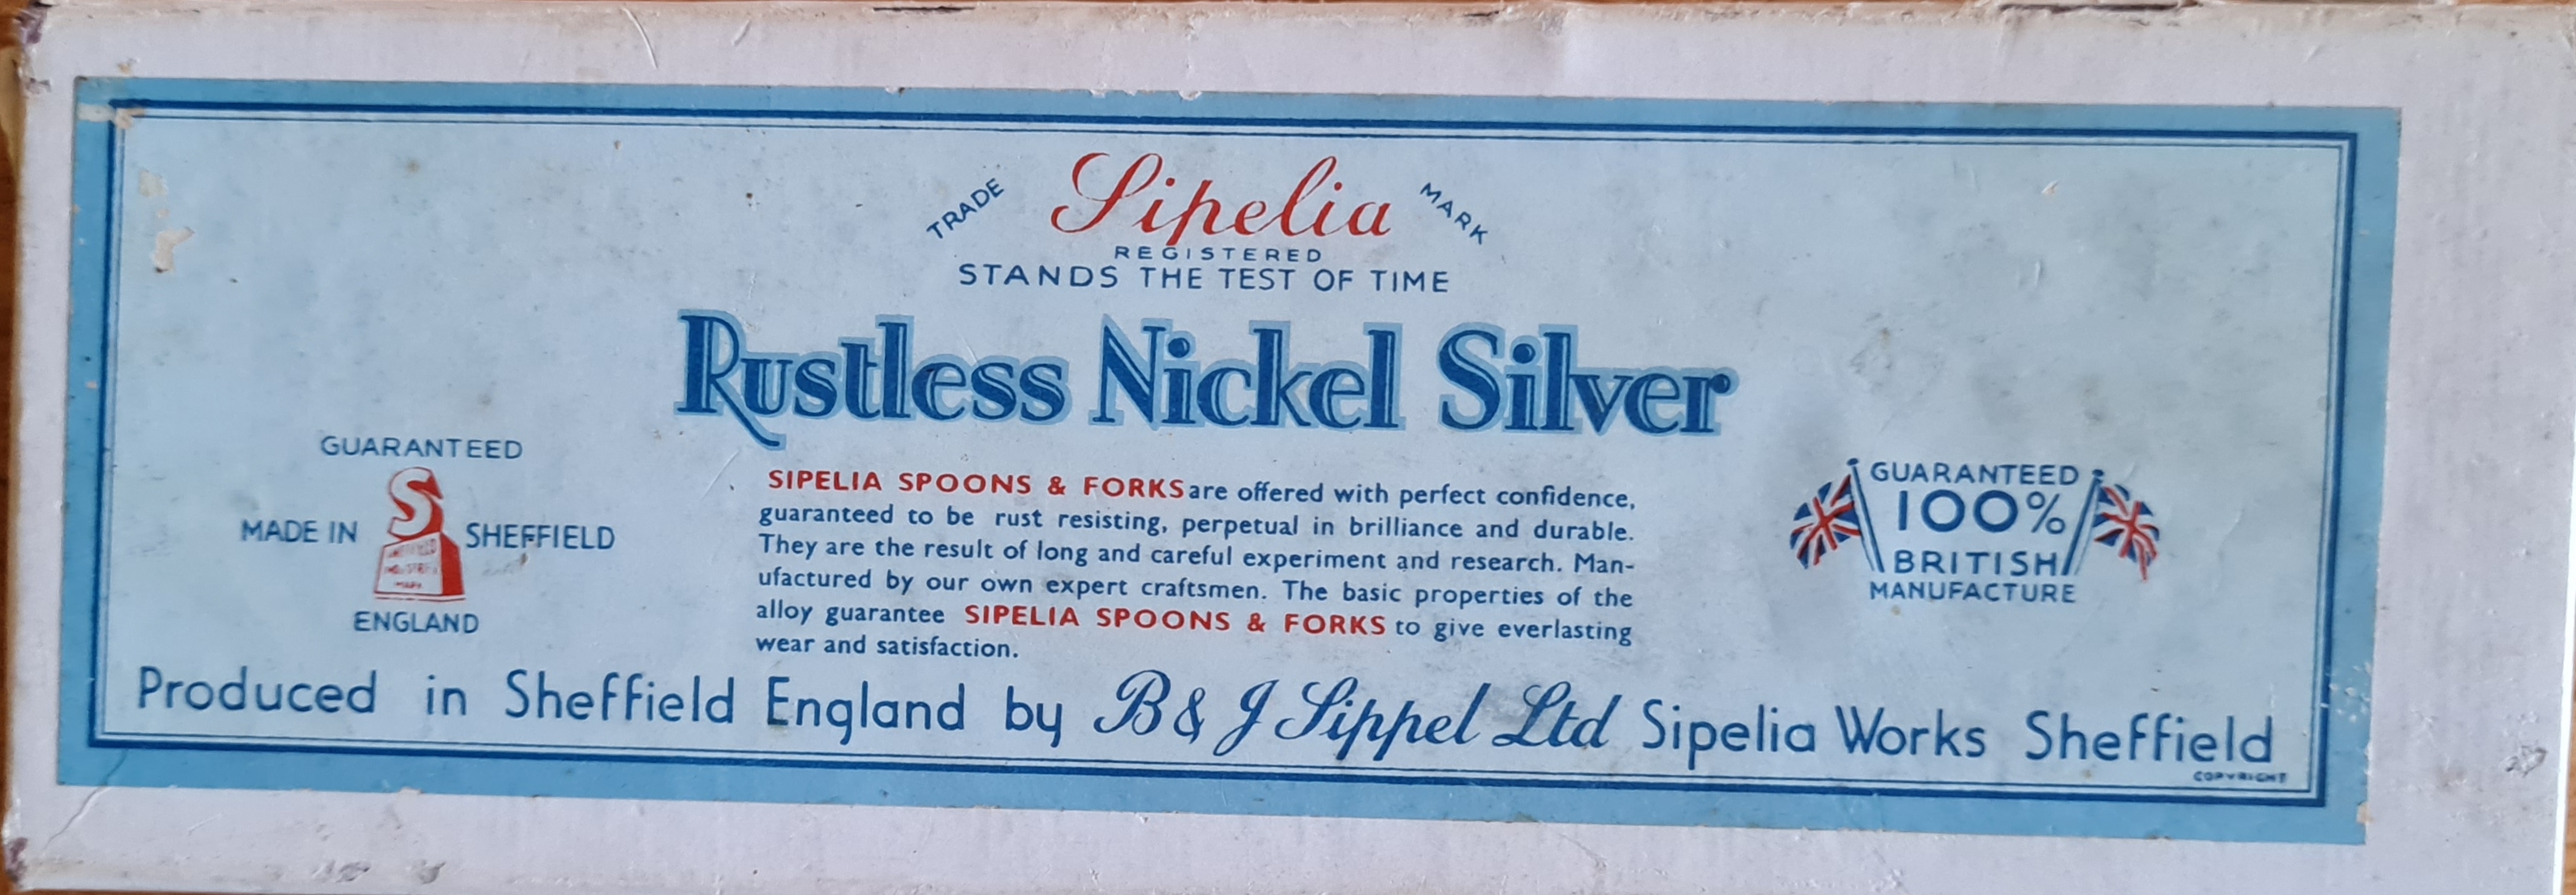 TRADE Sipelia MARK
REGISTERED
STANDS THE TEST OF TIME
Rustless Nickel Silver
GUARANTEED
S
MADE IN SHEFFIELD
SHEFFIELD
INDUSTRIES
MARK
ENGLAND
SIPELIA SPOONS & FORKS are offered with perfect confidence,
guaranteed to be rust resisting, perpetual in brilliance and durable.
They are the result of long and careful experiment and research. Man-
ufactured by our own expert craftsmen. The basic properties of the
alloy guarantee SIPELIA SPOONS & FORKS to give everlasting
wear and satisfaction.
GUARANTEED
100%
BRITISH
MANUFACTURE
Produced in Sheffield England by B & J Sippel Ltd Sipelia Works Sheffield
COPYRIGHT